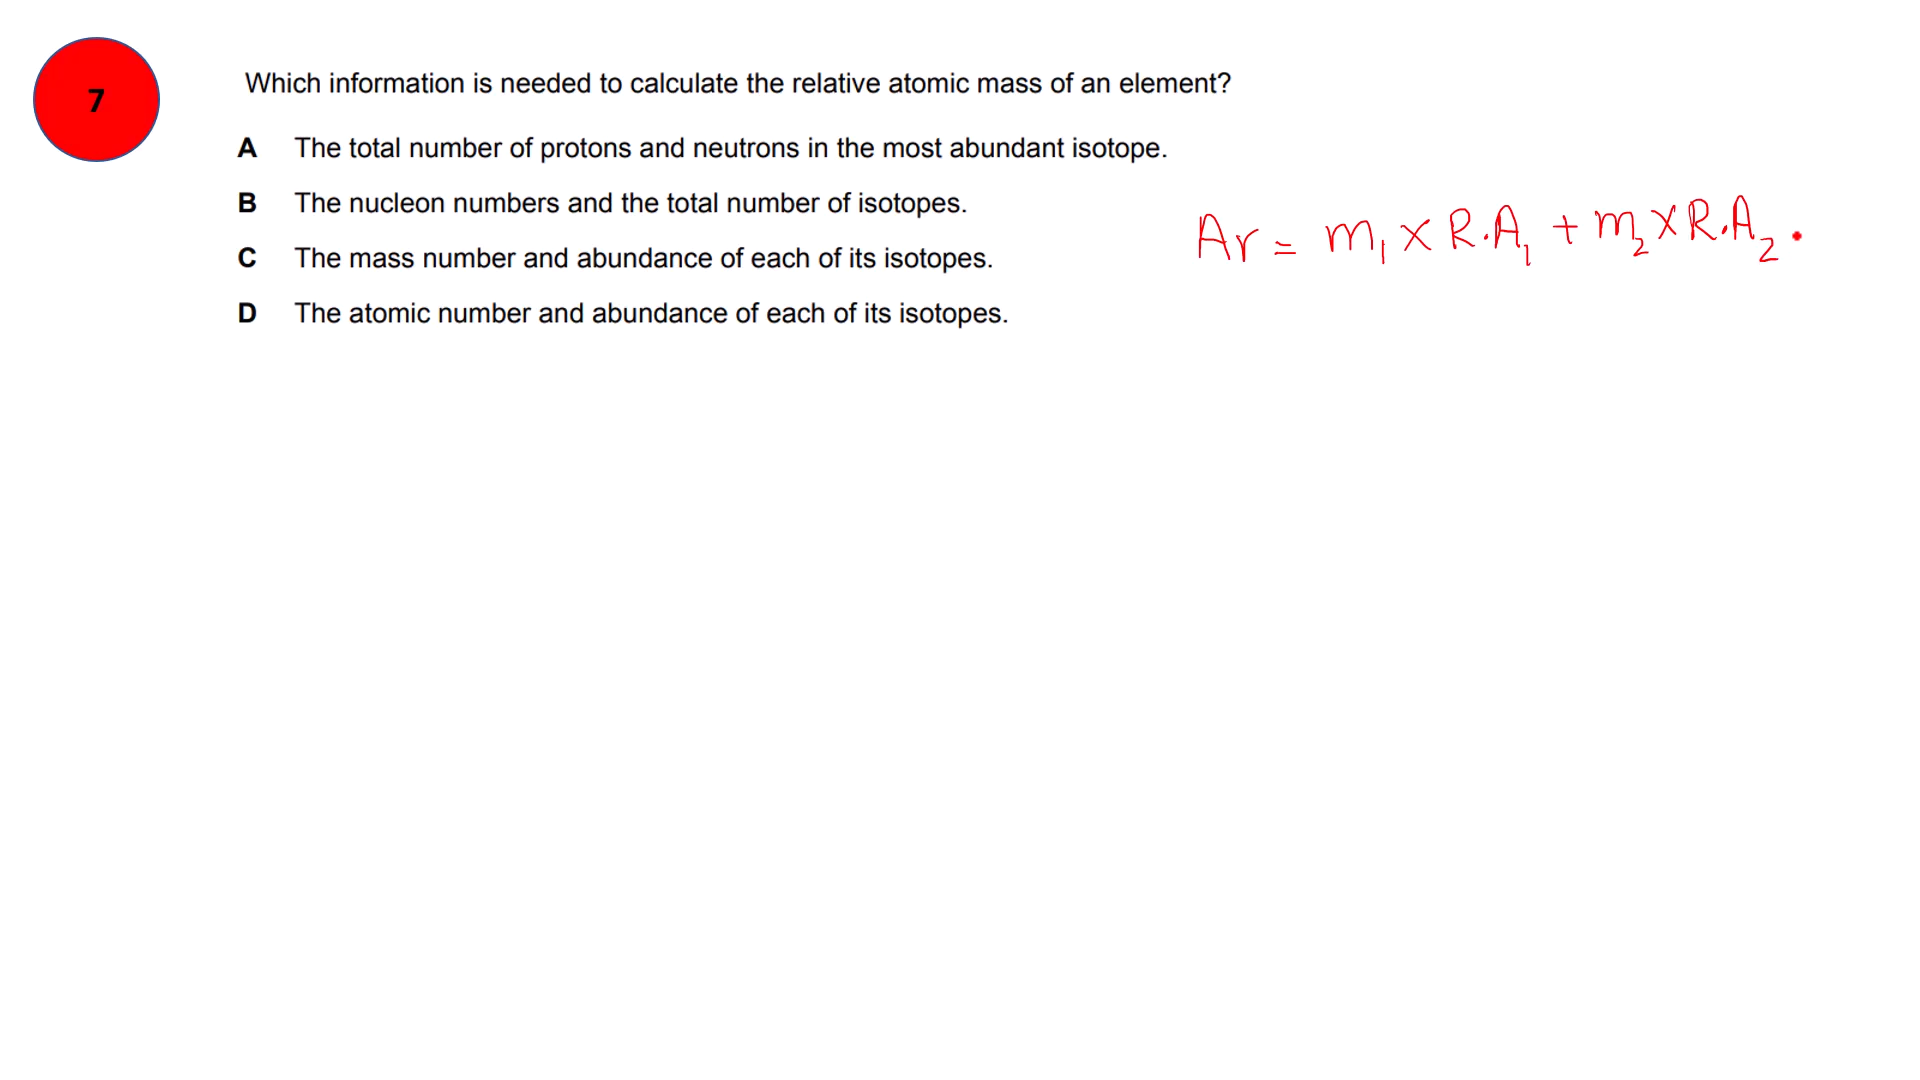 7
Which information is needed to calculate the relative atomic mass of an element?
A The total number of protons and neutrons in the most abundant isotope.
B The nucleon numbers and the total number of isotopes.
C The mass number and abundance of each of its isotopes.
D The atomic number and abundance of each of its isotopes.
Ar = m₁ × R.A₁ + m₂ × R.A₂.